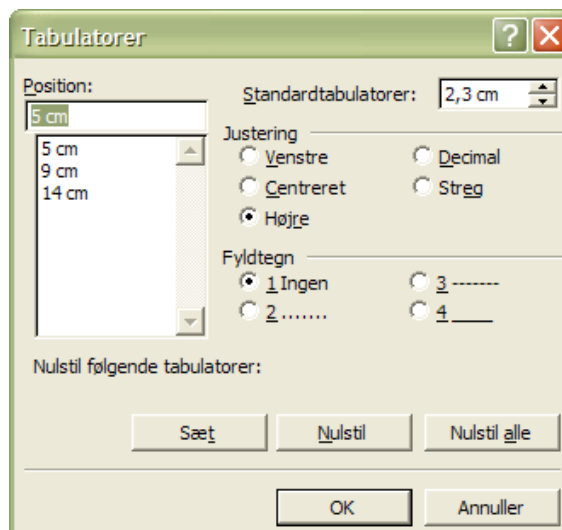 Tabulatorer
Position:
Standardtabulatorer: 2,3 cm
5 cm
5 cm
9 cm
14 cm
Justering
Venstre Decimal
Centreret Streg
Højre
Fyldtegn
1 Ingen 3 -------
2 ....... 4 ____
Nulstil følgende tabulatorer:
Sæt Nulstil Nulstil alle
OK Annuller